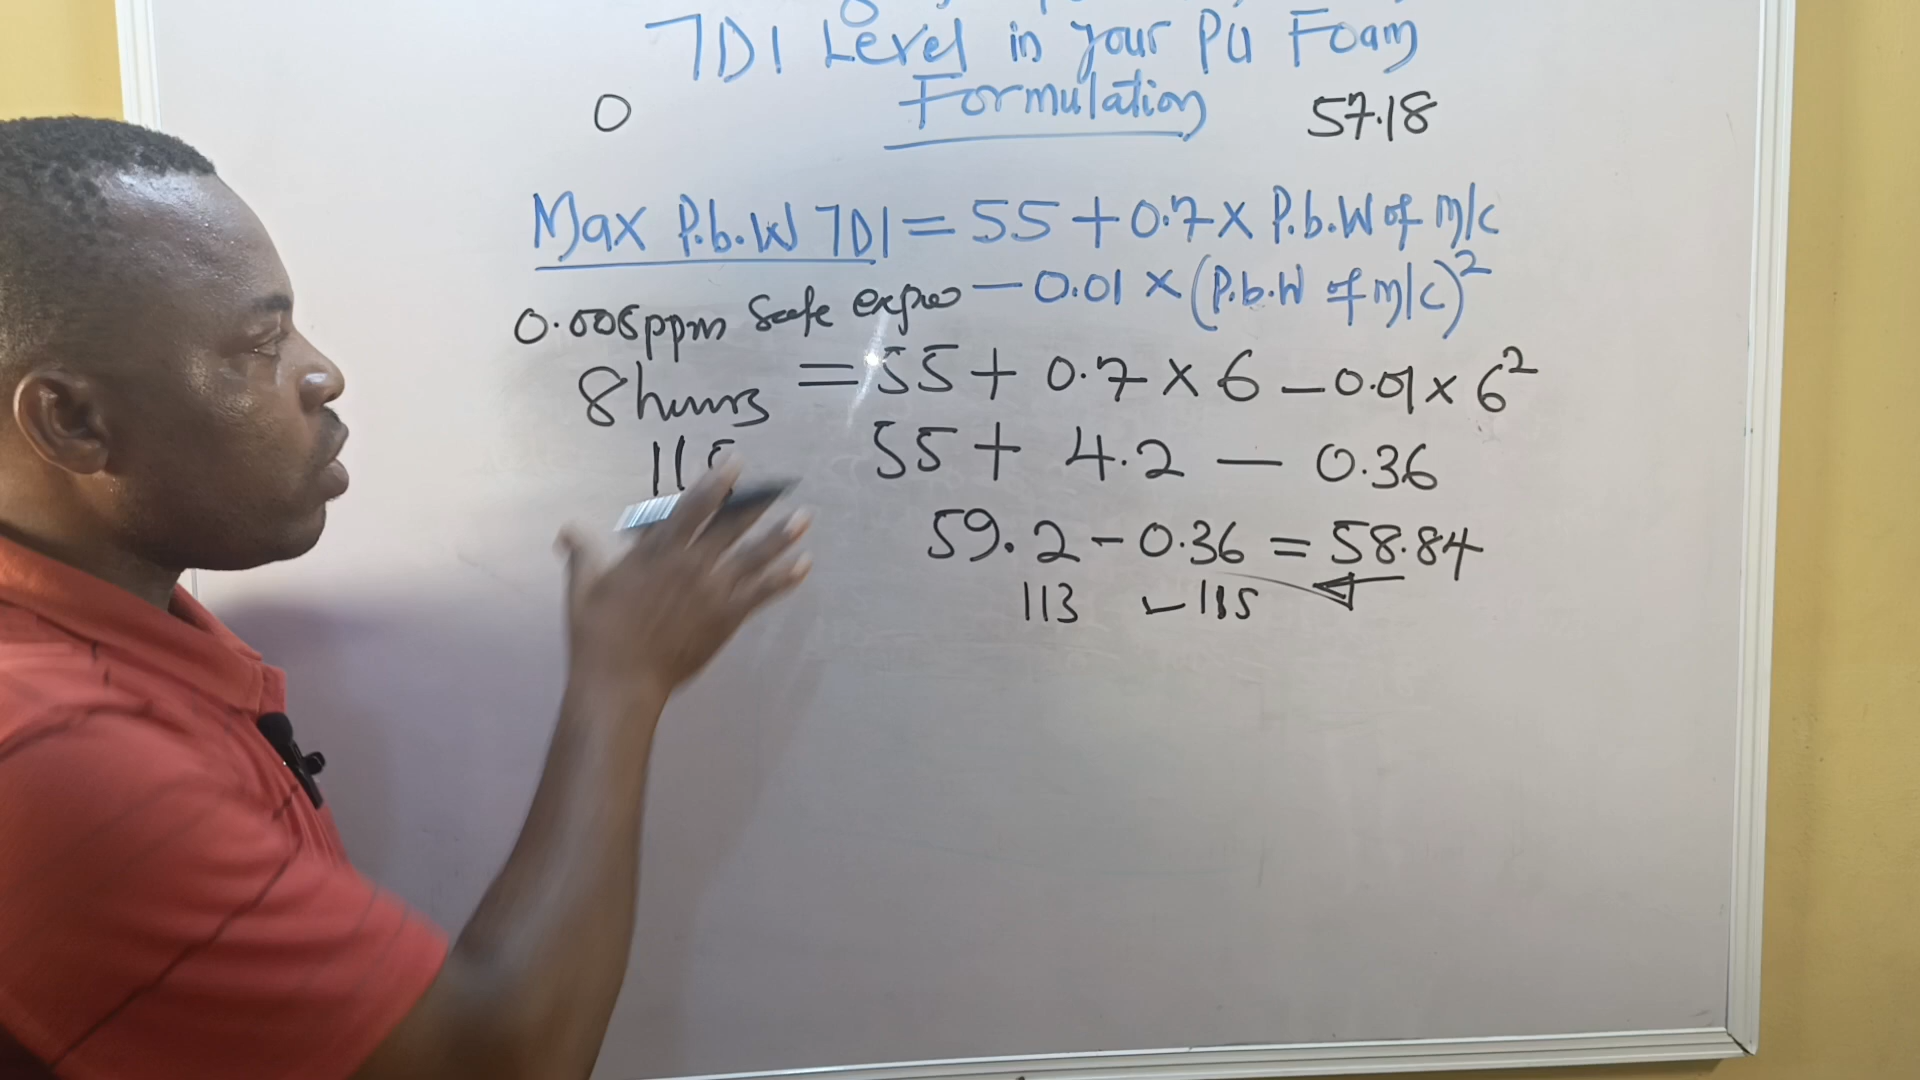 TDI Level in your PU Foam
Formulation
0
57.18
Max P.b.W TDI = 55 + 0.7 x P.b.W of m/c
- 0.01 x (P.b.W of m/c)²
0.005ppm Safe
8 hours
= 55 + 0.7 x 6 - 0.01 x 6²
55 + 4.2 - 0.36
59.2 - 0.36 = 58.84
113 - 115